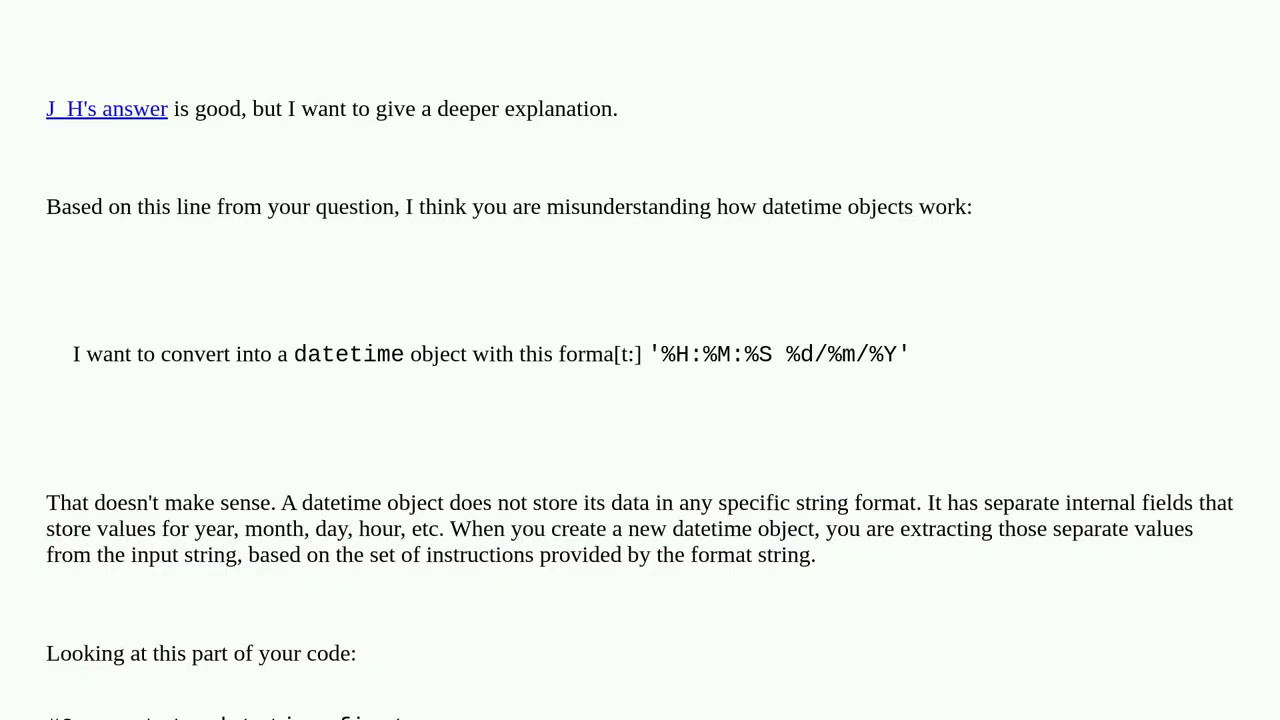 J_H's answer is good, but I want to give a deeper explanation.
Based on this line from your question, I think you are misunderstanding how datetime objects work:
I want to convert into a datetime object with this forma[t:] '%H:%M:%S %d/%m/%Y'
That doesn't make sense. A datetime object does not store its data in any specific string format. It has separate internal fields that
store values for year, month, day, hour, etc. When you create a new datetime object, you are extracting those separate values
from the input string, based on the set of instructions provided by the format string.
Looking at this part of your code: